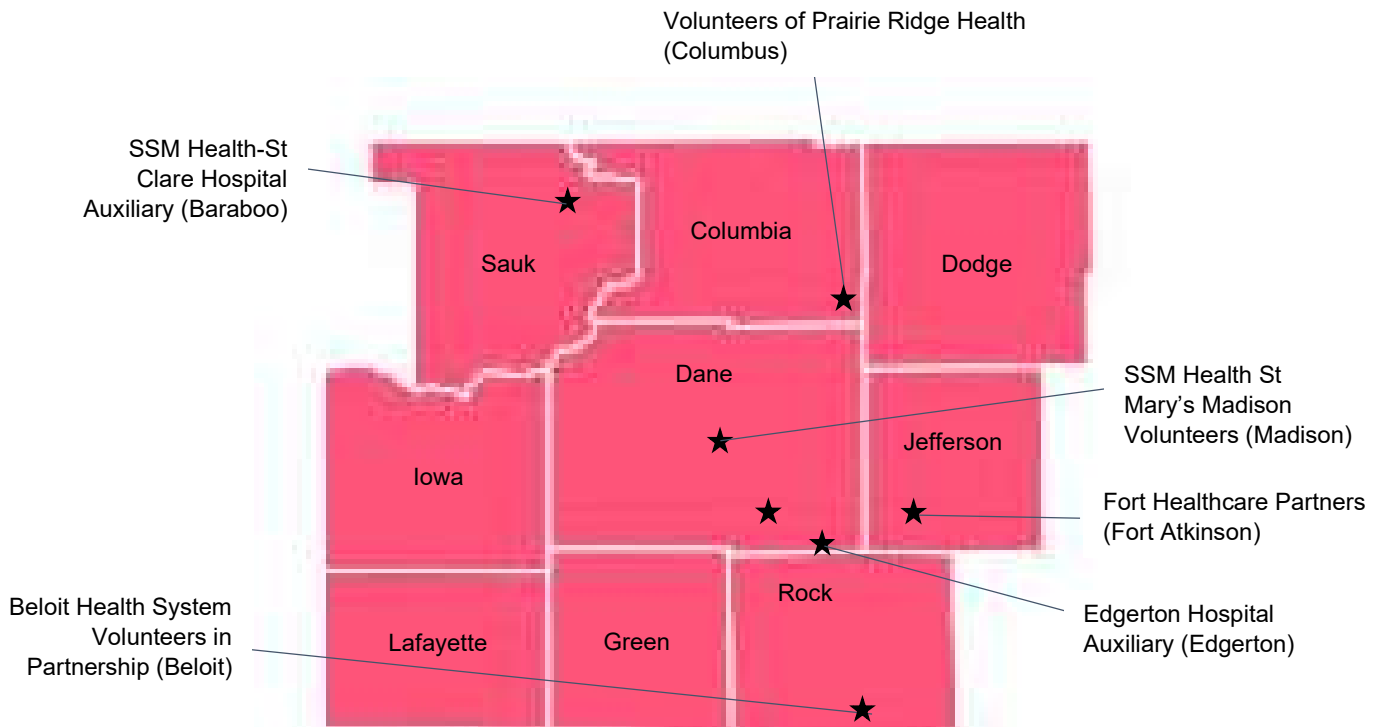 Volunteers of Prairie Ridge Health
(Columbus)
SSM Health-St
Clare Hospital
Auxiliary (Baraboo)
Columbia
Sauk
Dodge
Dane
SSM Health St
Mary’s Madison
Volunteers (Madison)
Jefferson
Iowa
Fort Healthcare Partners
(Fort Atkinson)
Rock
Beloit Health System
Volunteers in
Partnership (Beloit)
Edgerton Hospital
Auxiliary (Edgerton)
Lafayette
Green